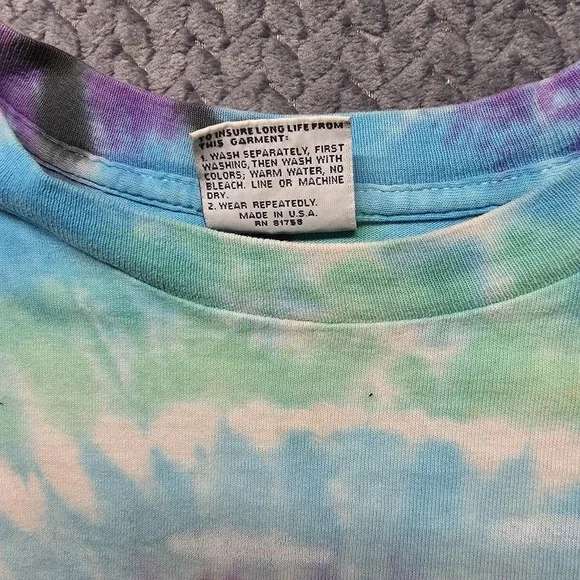 TO INSURE LONG LIFE FROM
THIS GARMENT:
1. WASH SEPARATELY, FIRST
WASHING, THEN WASH WITH
COLORS; WARM WATER, NO
BLEACH. LINE OR MACHINE
DRY.
2. WEAR REPEATEDLY.
MADE IN U.S.A.
RN 81758